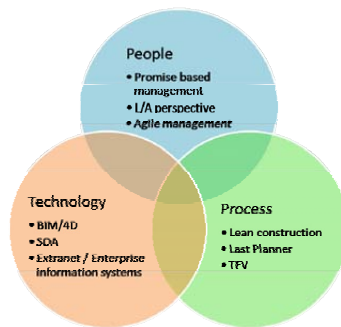 People
• Promise based
management
• L/A perspective
• Agile management
Technology
• BIM/4D
• SOA
• Extranet / Enterprise
information systems
Process
• Lean construction
• Last Planner
• TFV